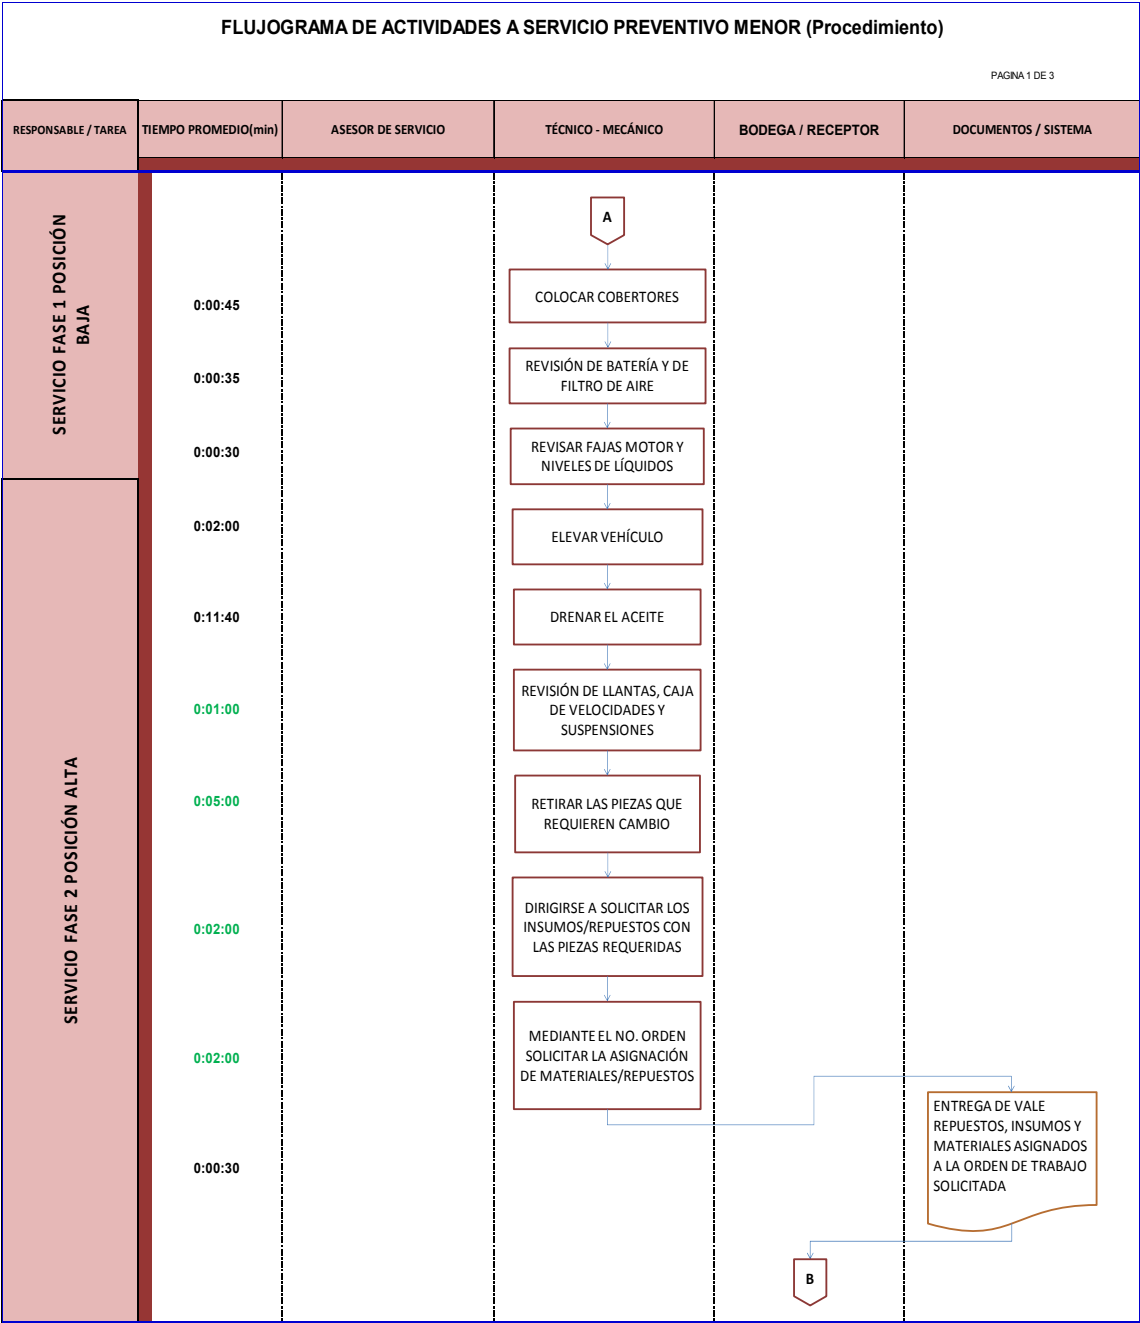 FLUJOGRAMA DE ACTIVIDADES A SERVICIO PREVENTIVO MENOR (Procedimiento)
PAGINA 1 DE 3
RESPONSABLE / TAREA
TIEMPO PROMEDIO(min)
ASESOR DE SERVICIO
TÉCNICO - MECÁNICO
BODEGA / RECEPTOR
DOCUMENTOS / SISTEMA
SERVICIO FASE 1 POSICIÓN
BAJA
A
0:00:45
COLOCAR COBERTORES
0:00:35
REVISIÓN DE BATERÍA Y DE
FILTRO DE AIRE
0:00:30
REVISAR FAJAS MOTOR Y
NIVELES DE LÍQUIDOS
SERVICIO FASE 2 POSICIÓN ALTA
0:02:00
ELEVAR VEHÍCULO
0:11:40
DRENAR EL ACEITE
0:01:00
REVISIÓN DE LLANTAS, CAJA
DE VELOCIDADES Y
SUSPENSIONES
0:05:00
RETIRAR LAS PIEZAS QUE
REQUIEREN CAMBIO
0:02:00
DIRIGIRSE A SOLICITAR LOS
INSUMOS/REPUESTOS CON
LAS PIEZAS REQUERIDAS
0:02:00
MEDIANTE EL NO. ORDEN
SOLICITAR LA ASIGNACIÓN
DE MATERIALES/REPUESTOS
0:00:30
ENTREGA DE VALE
REPUESTOS, INSUMOS Y
MATERIALES ASIGNADOS
A LA ORDEN DE TRABAJO
SOLICITADA
B